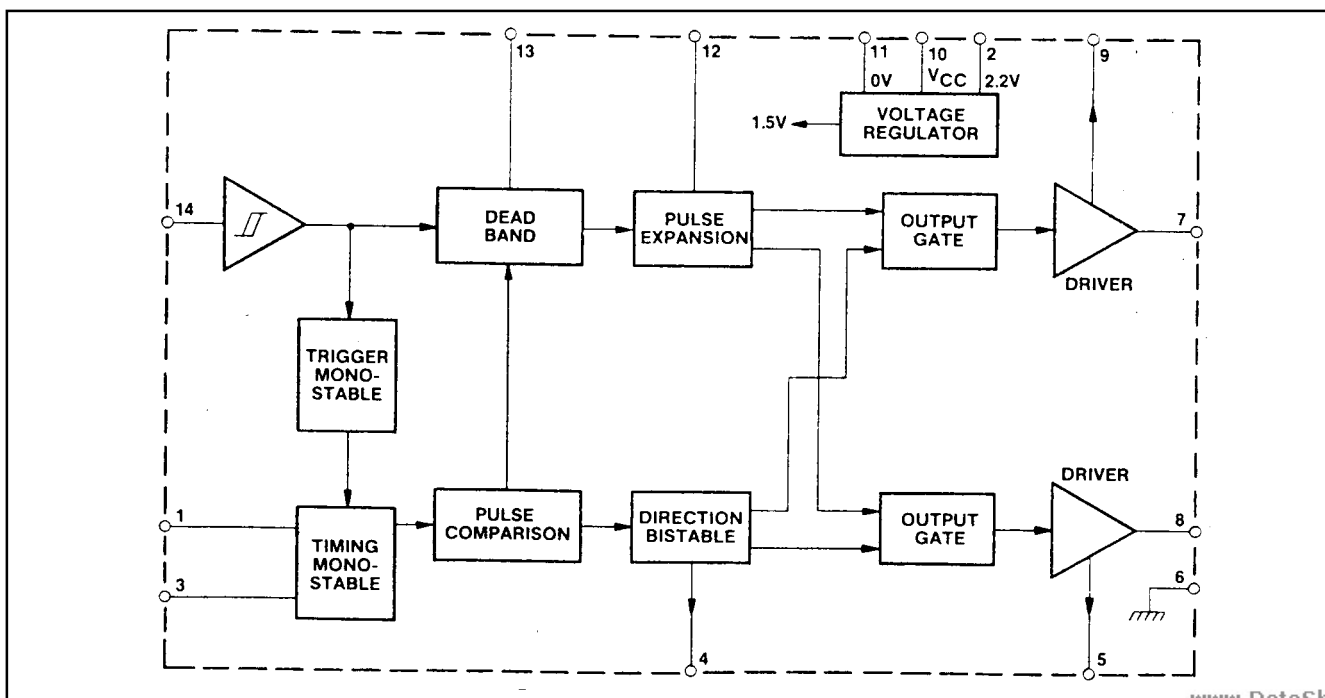 13
12
11
10
2
9
0V
VCC
2.2V
1.5V
VOLTAGE
REGULATOR
14
DEAD
BAND
PULSE
EXPANSION
OUTPUT
GATE
7
DRIVER
TRIGGER
MONO-
STABLE
DRIVER
1
TIMING
MONO-
STABLE
PULSE
COMPARISON
DIRECTION
BISTABLE
OUTPUT
GATE
8
3
6
4
5